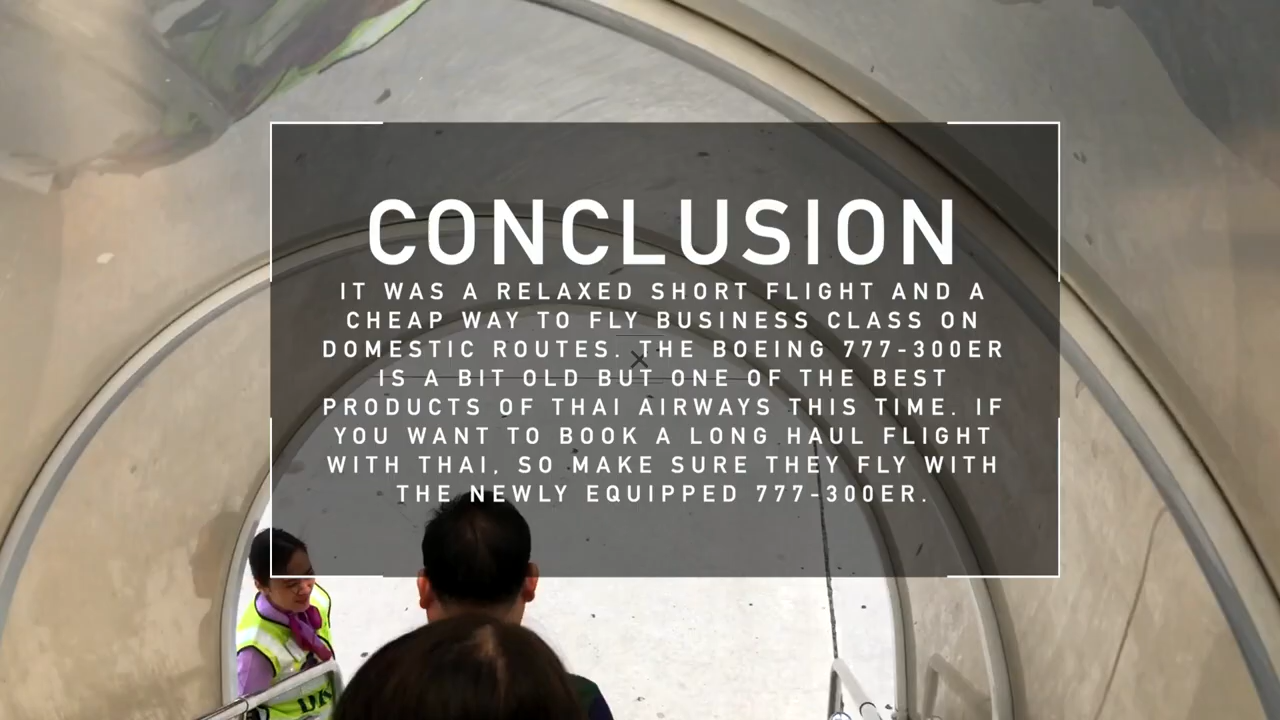 CONCLUSION
IT WAS A RELAXED SHORT FLIGHT AND A
CHEAP WAY TO FLY BUSINESS CLASS ON
DOMESTIC ROUTES. THE BOEING 777-300ER
IS A BIT OLD BUT ONE OF THE BEST
PRODUCTS OF THAI AIRWAYS THIS TIME. IF
YOU WANT TO BOOK A LONG HAUL FLIGHT
WITH THAI, SO MAKE SURE THEY FLY WITH
THE NEWLY EQUIPPED 777-300ER.